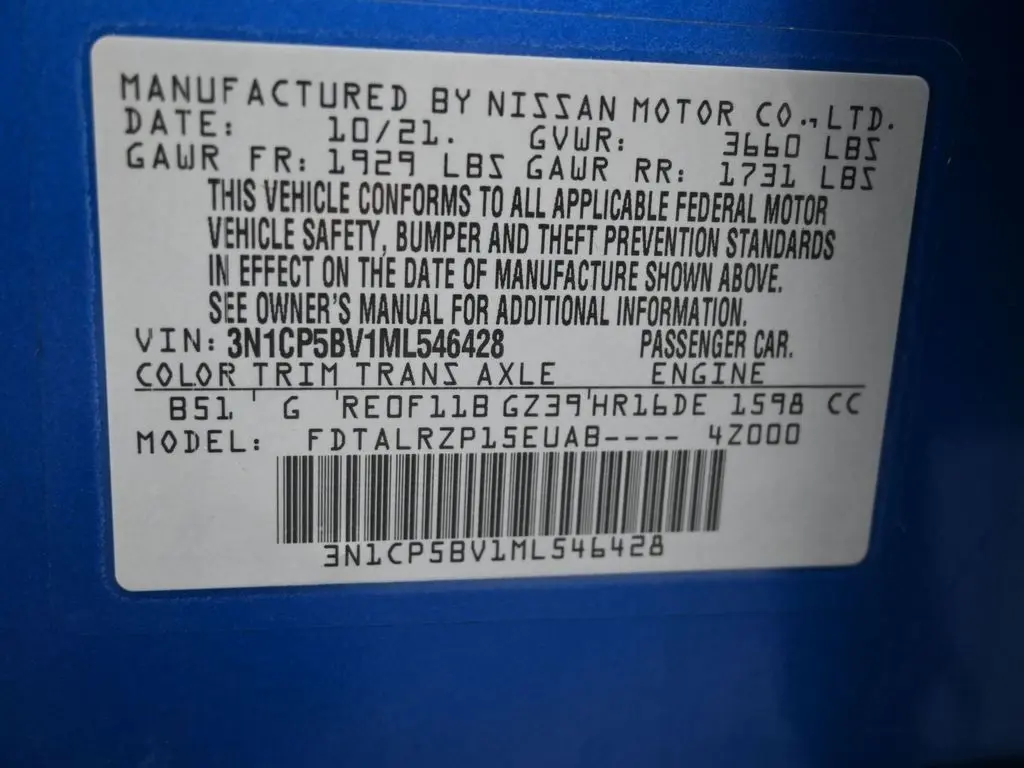 MANUFACTURED BY NISSAN MOTOR CO.,LTD.
DATE: 10/21. GVWR: 3660 LBS
GAWR FR: 1929 LBS GAWR RR: 1731 LBS
THIS VEHICLE CONFORMS TO ALL APPLICABLE FEDERAL MOTOR
VEHICLE SAFETY, BUMPER AND THEFT PREVENTION STANDARDS
IN EFFECT ON THE DATE OF MANUFACTURE SHOWN ABOVE.
SEE OWNER'S MANUAL FOR ADDITIONAL INFORMATION.
VIN: 3N1CP5BV1ML546428 PASSENGER CAR.
COLOR TRIM TRANS AXLE ENGINE
B51 ' G 'RE0F11B GZ39'HR16DE 1598 CC
MODEL: FDTALRZP15EUAB---- 4Z000
3N1CP5BV1ML546428